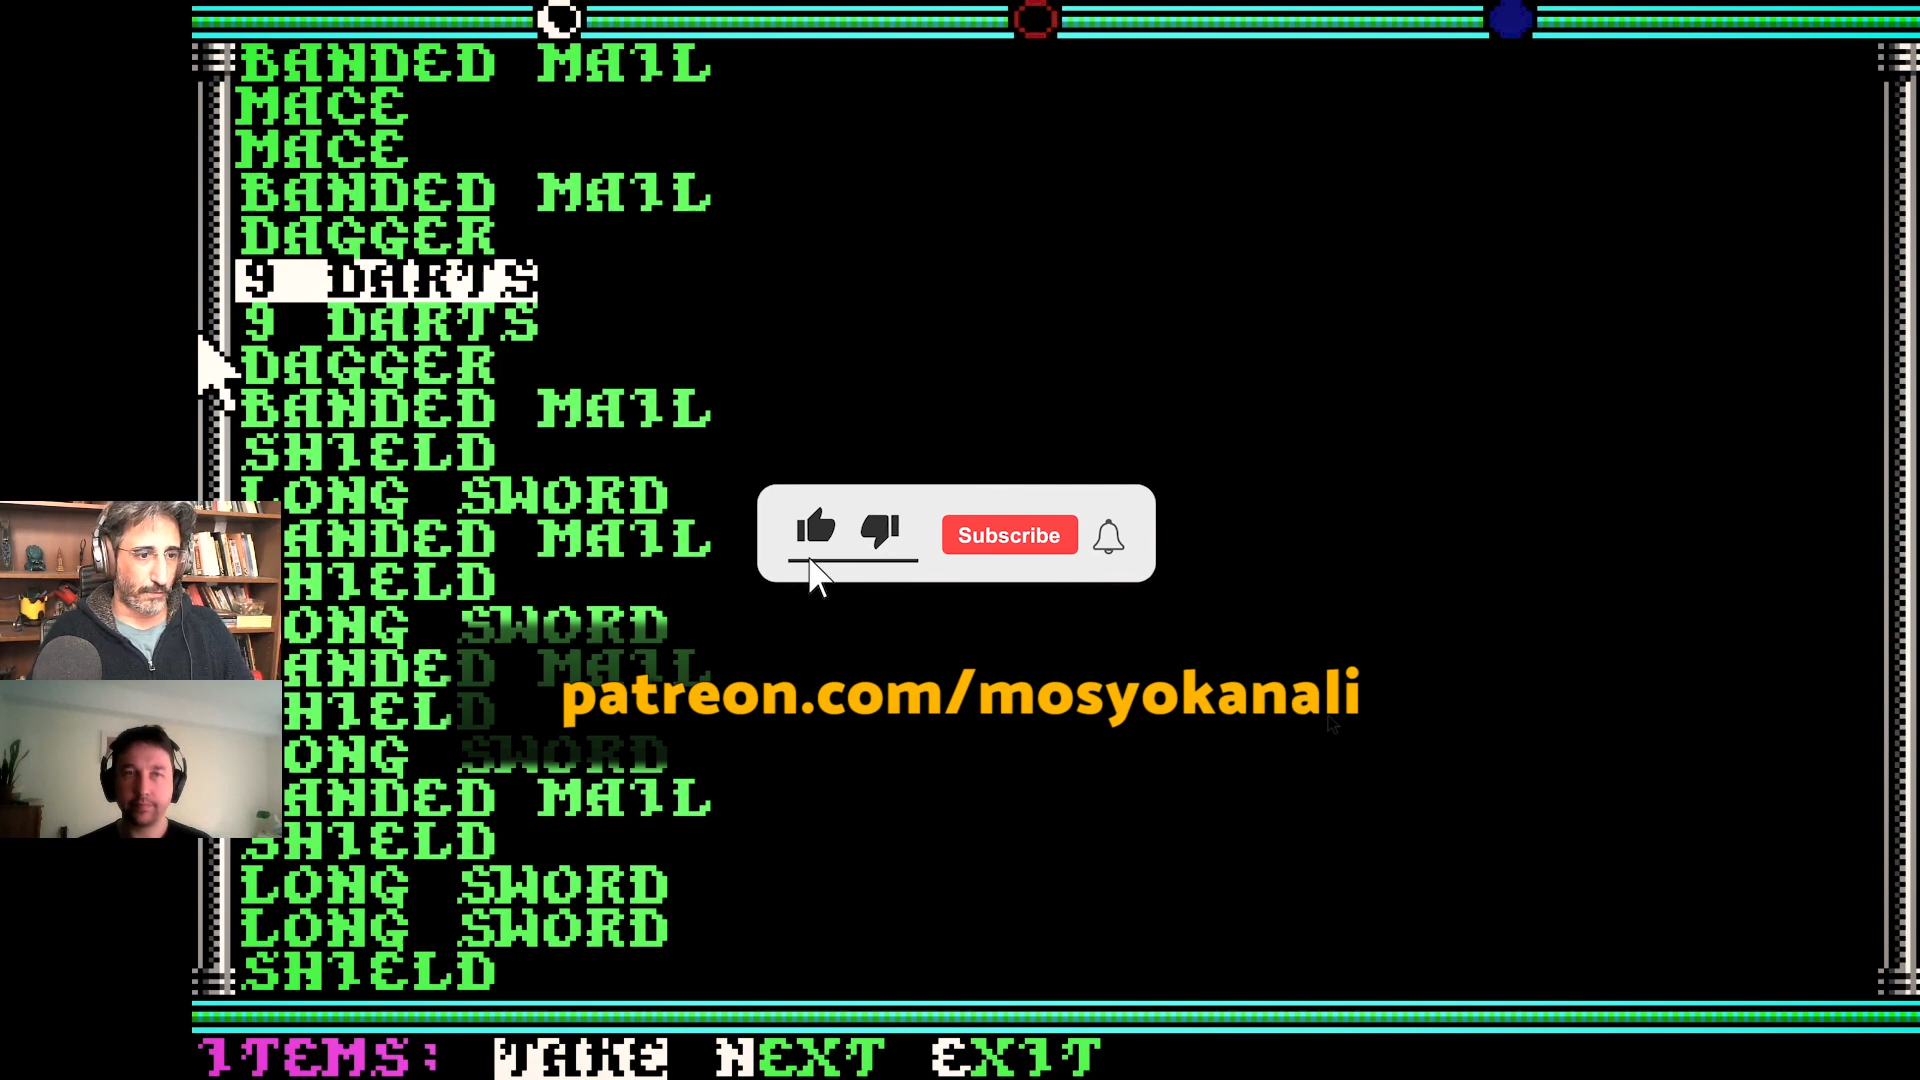 BANDED MAIL
MACE
MACE
BANDED MAIL
DAGGER
9 DARTS
9 DARTS
DAGGER
BANDED MAIL
SHIELD
LONG SWORD
ANDED MAIL
HIELD
ONG SWORD
ANDED MAIL
HIELD
ONG SWORD
ANDED MAIL
SHIELD
LONG SWORD
LONG SWORD
SHIELD
Subscribe
patreon.com/mosyokanali
ITEMS: TAKE NEXT EXIT